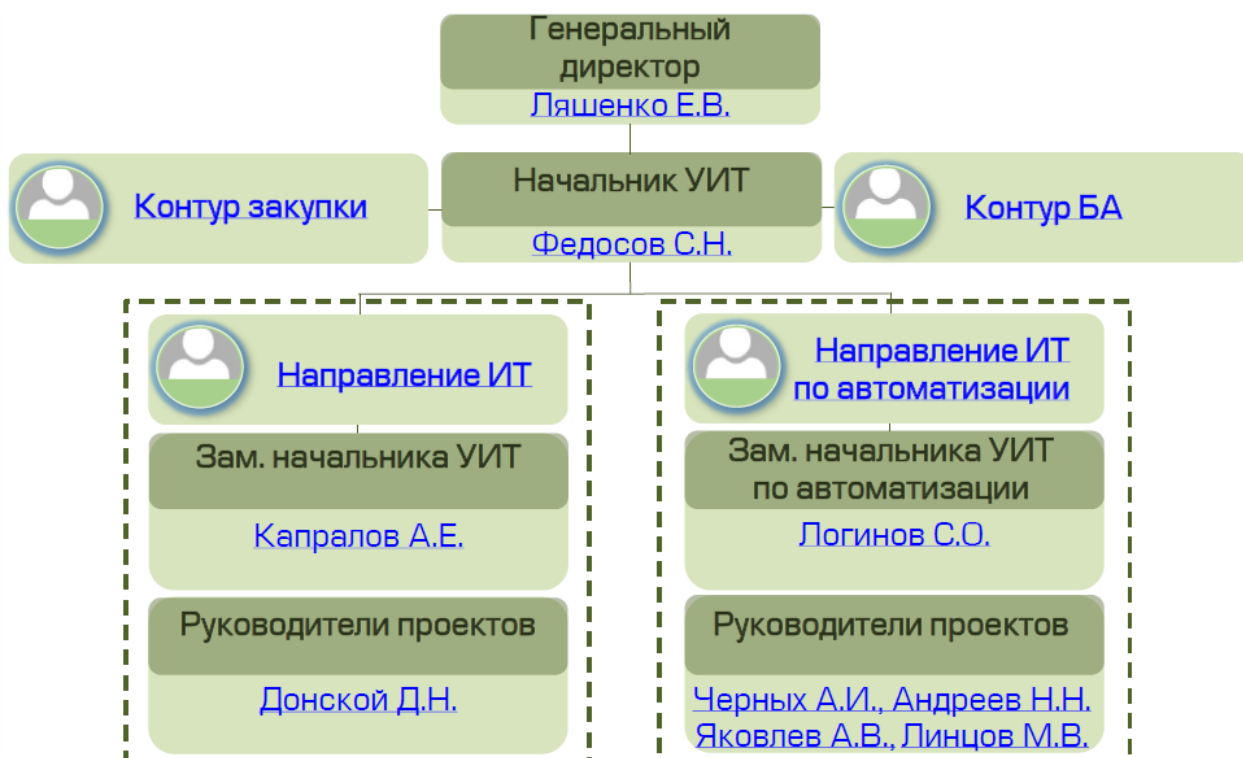 Генеральный
директор
Ляшенко Е.В.
Контур закупки
Начальник УИТ
Федосов С.Н.
Контур БА
Направление ИТ
Зам. начальника УИТ
Капралов А.Е.
Руководители проектов
Донской Д.Н.
Направление ИТ
по автоматизации
Зам. начальника УИТ
по автоматизации
Логинов С.О.
Руководители проектов
Черных А.И., Андреев Н.Н.
Яковлев А.В., Линцов М.В.